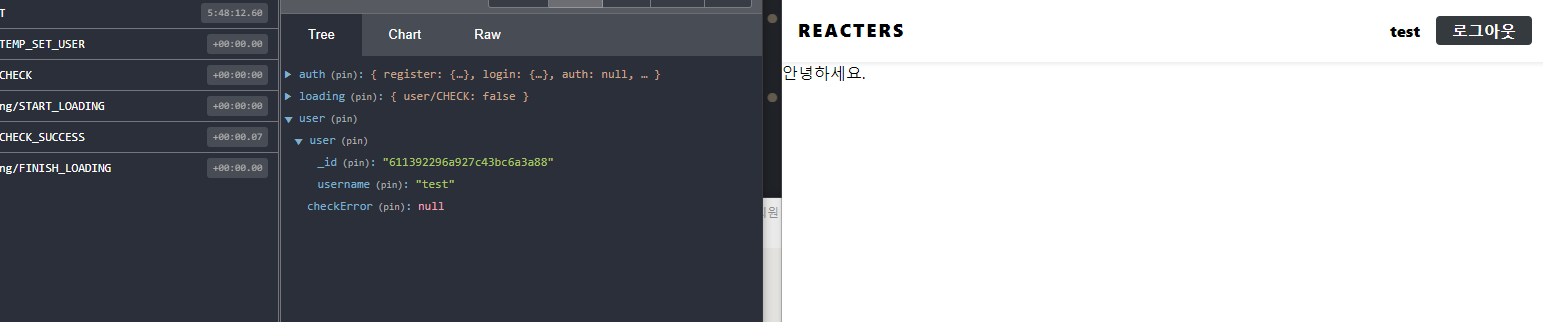 T 5:48:12.60
TEMP_SET_USER +00:00.00
CHECK +00:00:00
ng/START_LOADING +00:00:00
CHECK_SUCCESS +00:00.07
ng/FINISH_LOADING +00:00.00
Tree Chart Raw
auth (pin): { register: {…}, login: {…}, auth: null, … }
loading (pin): { user/CHECK: false }
user (pin)
user (pin)
_id (pin): "611392296a927c43bc6a3a88"
username (pin): "test"
checkError (pin): null
REACTERS test 로그아웃
안녕하세요.